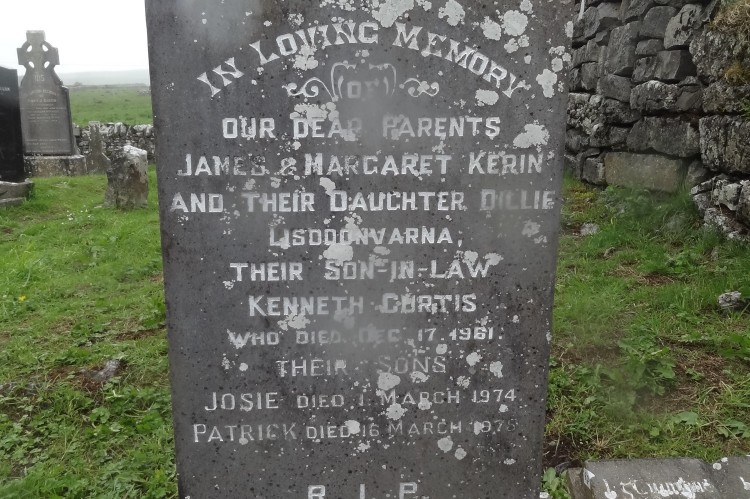 IN LOVING MEMORY
OF
OUR DEAR PARENTS
JAMES & MARGARET KERIN
AND THEIR DAUGHTER DILLIE
LISDOONVARNA,
THEIR SON-IN-LAW
KENNETH CURTIS
WHO DIED DEC. 17. 1961.
THEIR SONS
JOSIE DIED 1. MARCH 1974
PATRICK DIED 16 MARCH 1975
R.I.P.